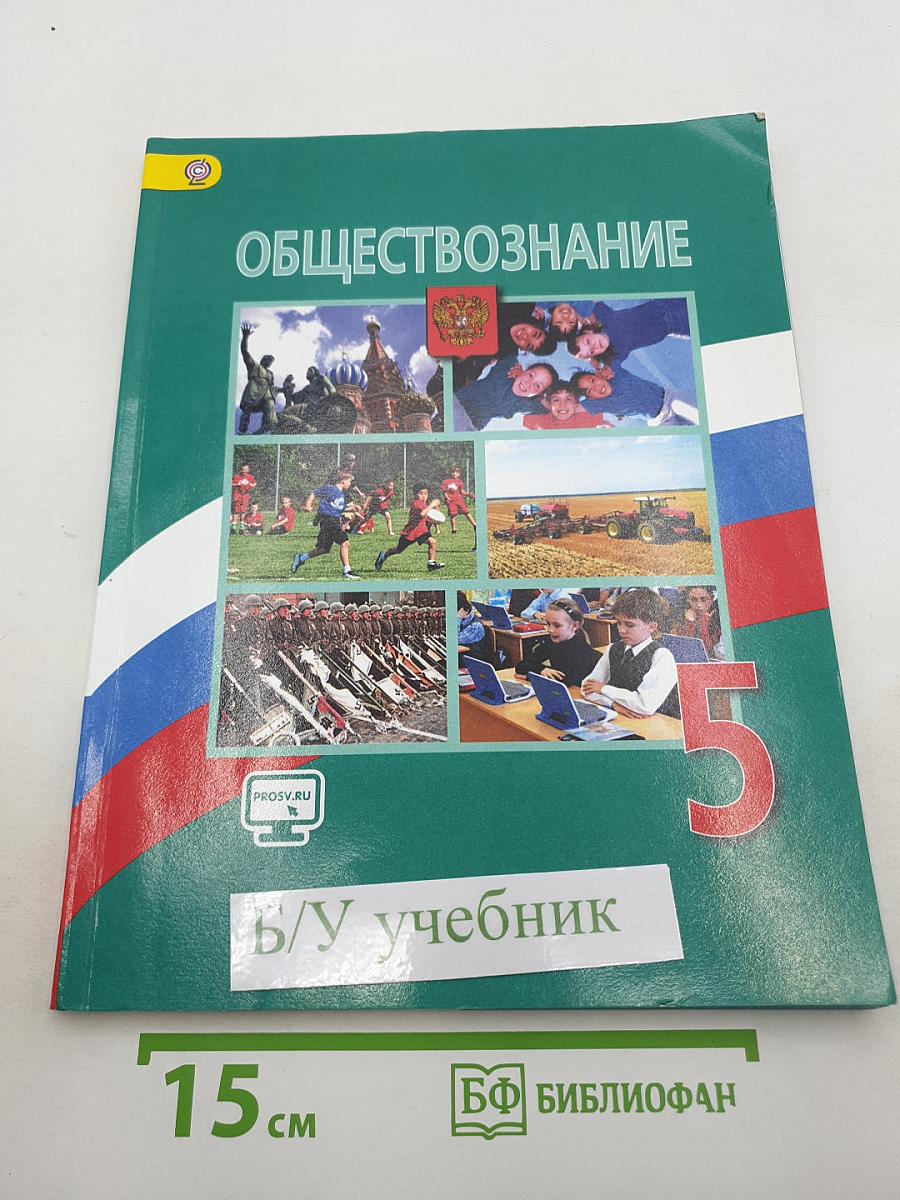 ОБЩЕСТВОЗНАНИЕ
5
PROSV.RU
Б/У учебник
15 см
БФ БИБЛИОФАН